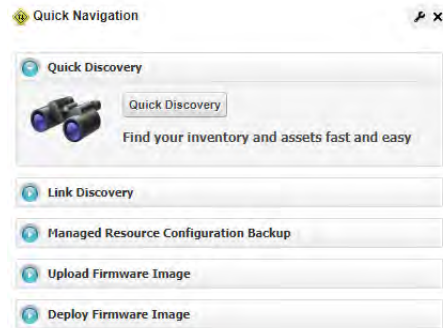 Quick Navigation
Quick Discovery
Quick Discovery
Find your inventory and assets fast and easy
Link Discovery
Managed Resource Configuration Backup
Upload Firmware Image
Deploy Firmware Image